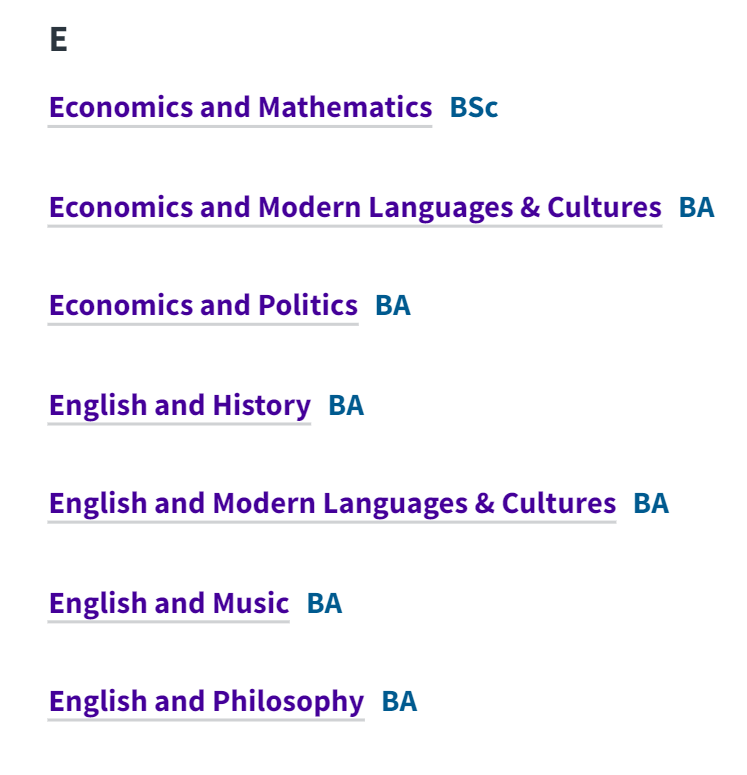 E
Economics and Mathematics BSc
Economics and Modern Languages & Cultures BA
Economics and Politics BA
English and History BA
English and Modern Languages & Cultures BA
English and Music BA
English and Philosophy BA